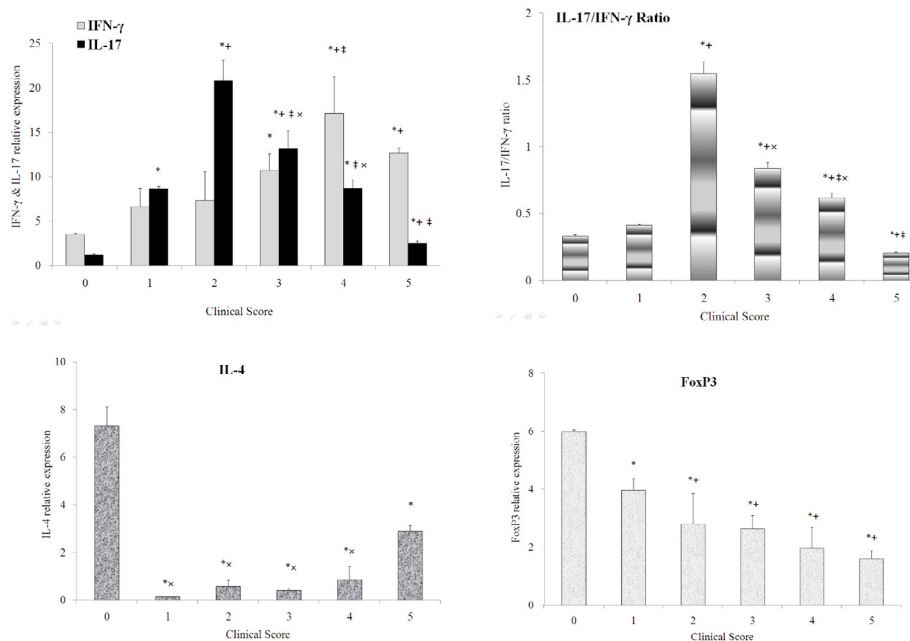 IFN-γ
IL-17
25
20
15
10
5
0
IFN-γ & IL-17 relative expression
*
*+
*
*+ ‡ ×
*+‡
* ‡ ×
*+
*+ ‡
0 1 2 3 4 5
Clinical Score
IL-17/IFN-γ Ratio
2
1.5
1
0.5
0
IL-17/IFN-γ ratio
*+
*+×
*+‡×
*+‡
0 1 2 3 4 5
Clinical Score
IL-4
10
8
6
4
2
0
IL-4 relative expression
*×
*×
*×
*×
*
0 1 2 3 4 5
Clinical Score
FoxP3
8
6
4
2
0
FoxP3 relative expression
*
*+
*+
*+
*+
0 1 2 3 4 5
Clinical Score